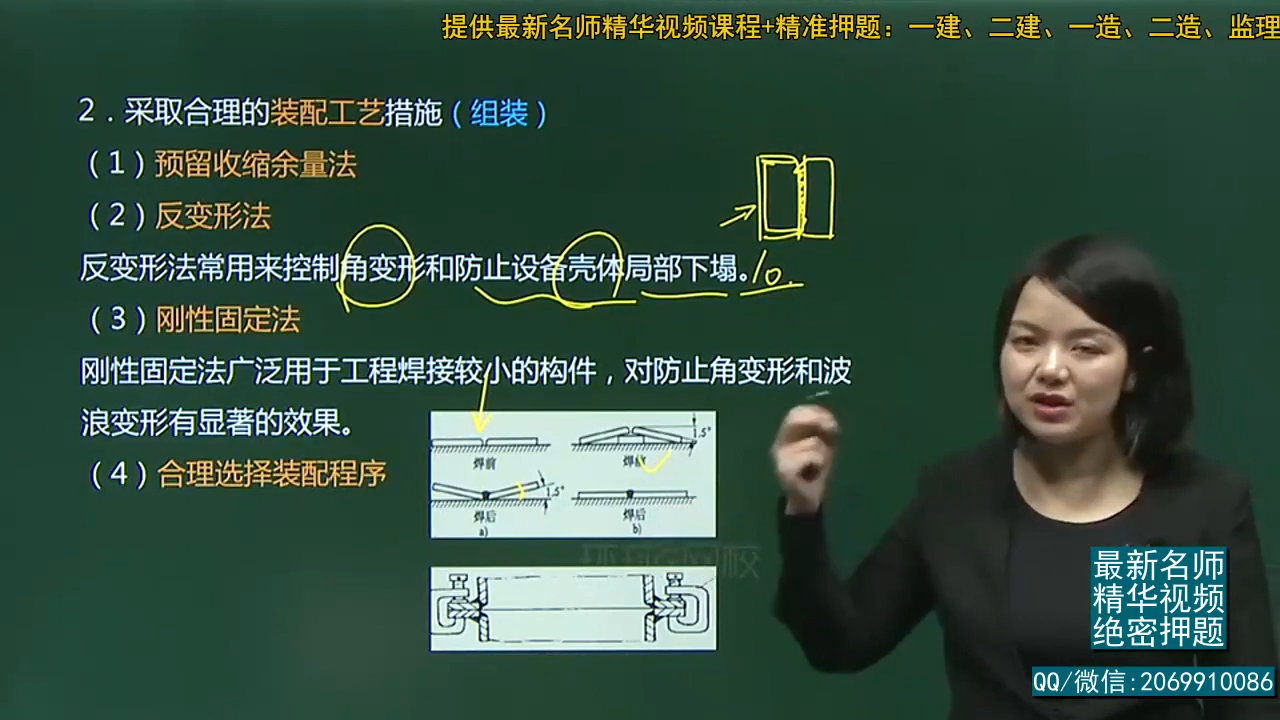 提供最新名师精华视频课程+精准押题：一建、二建、一造、二造、监理
2．采取合理的装配工艺措施（组装）
（1）预留收缩余量法
（2）反变形法
反变形法常用来控制角变形和防止设备壳体局部下塌。10.
（3）刚性固定法
刚性固定法广泛用于工程焊接较小的构件，对防止角变形和波
浪变形有显著的效果。
（4）合理选择装配程序
焊前
1.5°
焊前
1.5°
焊后
焊后
a)
b)
最新名师
精华视频
绝密押题
QQ/微信:2069910086